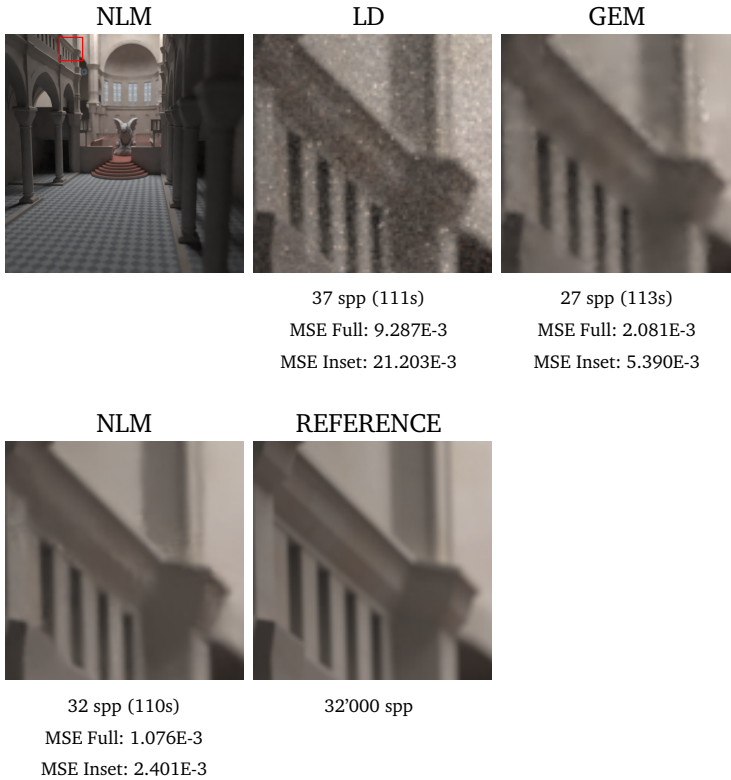 NLM
LD
GEM
37 spp (111s)
MSE Full: 9.287E-3
MSE Inset: 21.203E-3
27 spp (113s)
MSE Full: 2.081E-3
MSE Inset: 5.390E-3
NLM
REFERENCE
32 spp (110s)
MSE Full: 1.076E-3
MSE Inset: 2.401E-3
32’000 spp